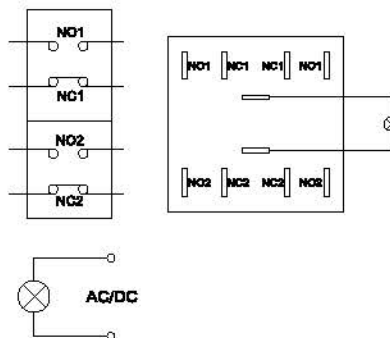 NO1
NC1
NO2
NC2
NO1 NC1 NC1 NO1
NO2 NC2 NC2 NO2
AC/DC